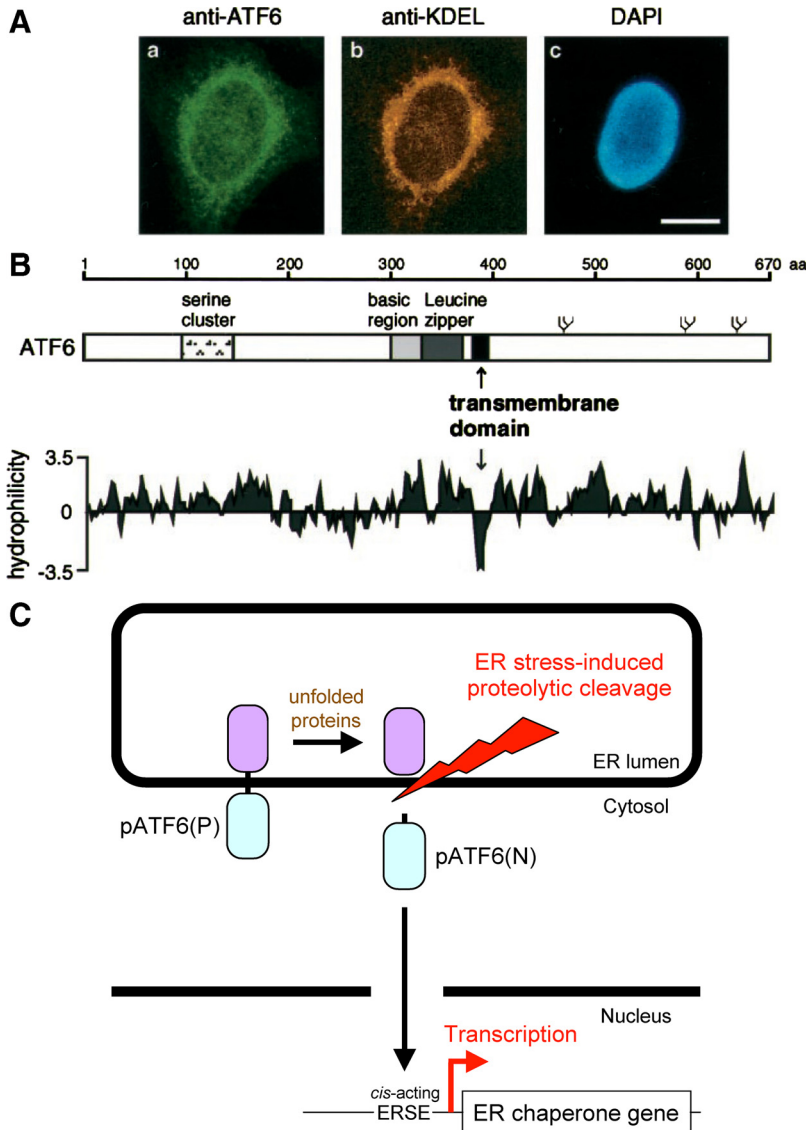 A
anti-ATF6 anti-KDEL DAPI
a b c
B
1 100 200 300 400 500 600 670 aa
serine
cluster
basic
region
Leucine
zipper
ATF6
transmembrane
domain
3.5
0
-3.5
hydrophilicity
C
ER stress-induced
proteolytic cleavage
unfolded
proteins
ER lumen
Cytosol
pATF6(P)
pATF6(N)
Nucleus
Transcription
cis-acting
ERSE
ER chaperone gene